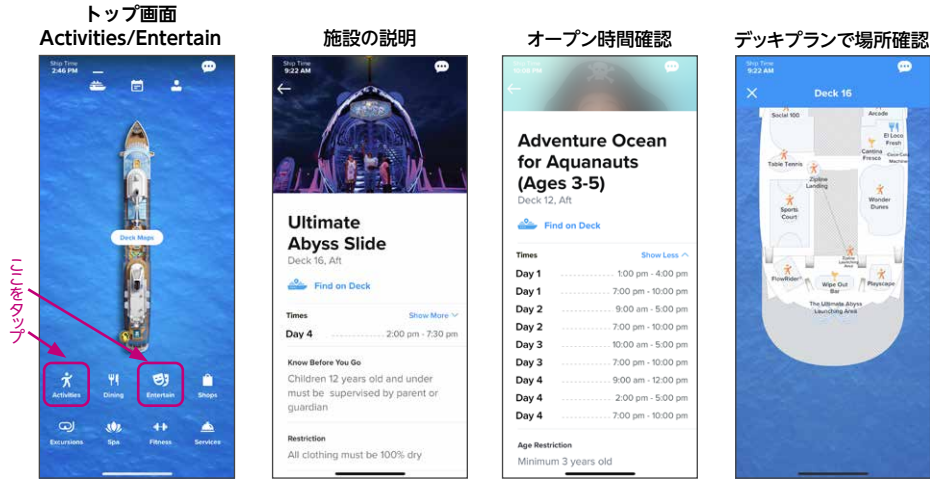 トップ画面
Activities/Entertain
Ship Time
2:46 PM
Deck Maps
ここをタップ
Activities
Dining
Entertain
Shops
Excursions
Spa
Fitness
Services
施設の説明
Ship Time
9:22 AM
Ultimate
Abyss Slide
Deck 16, Aft
Find on Deck
Times
Show More
Day 4 2:00 pm - 7:30 pm
Know Before You Go
Children 12 years old and under
must be supervised by parent or
guardian
Restriction
All clothing must be 100% dry
オープン時間確認
Ship Time
Adventure Ocean
for Aquanauts
(Ages 3-5)
Deck 12, Aft
Find on Deck
Times
Show Less
Day 1 1:00 pm - 4:00 pm
Day 1 7:00 pm - 10:00 pm
Day 2 9:00 am - 5:00 pm
Day 2 7:00 pm - 10:00 pm
Day 3 10:00 am - 5:00 pm
Day 3 7:00 pm - 10:00 pm
Day 4 9:00 am - 12:00 pm
Day 4 2:00 pm - 5:00 pm
Day 4 7:00 pm - 10:00 pm
Age Restriction
Minimum 3 years old
デッキプランで場所確認
Ship Time
9:22 AM
Deck 16
Social 100
Arcade
El Loco
Fresh
Cantina
Fresca
Coca-Cola
Machine
Table Tennis
Zipline
Landing
Sports
Court
Wonder
Dunes
Zipline
Launching
Area
FlowRider®
Wipe Out
Bar
Playscape
The Ultimate Abyss
Launching Area